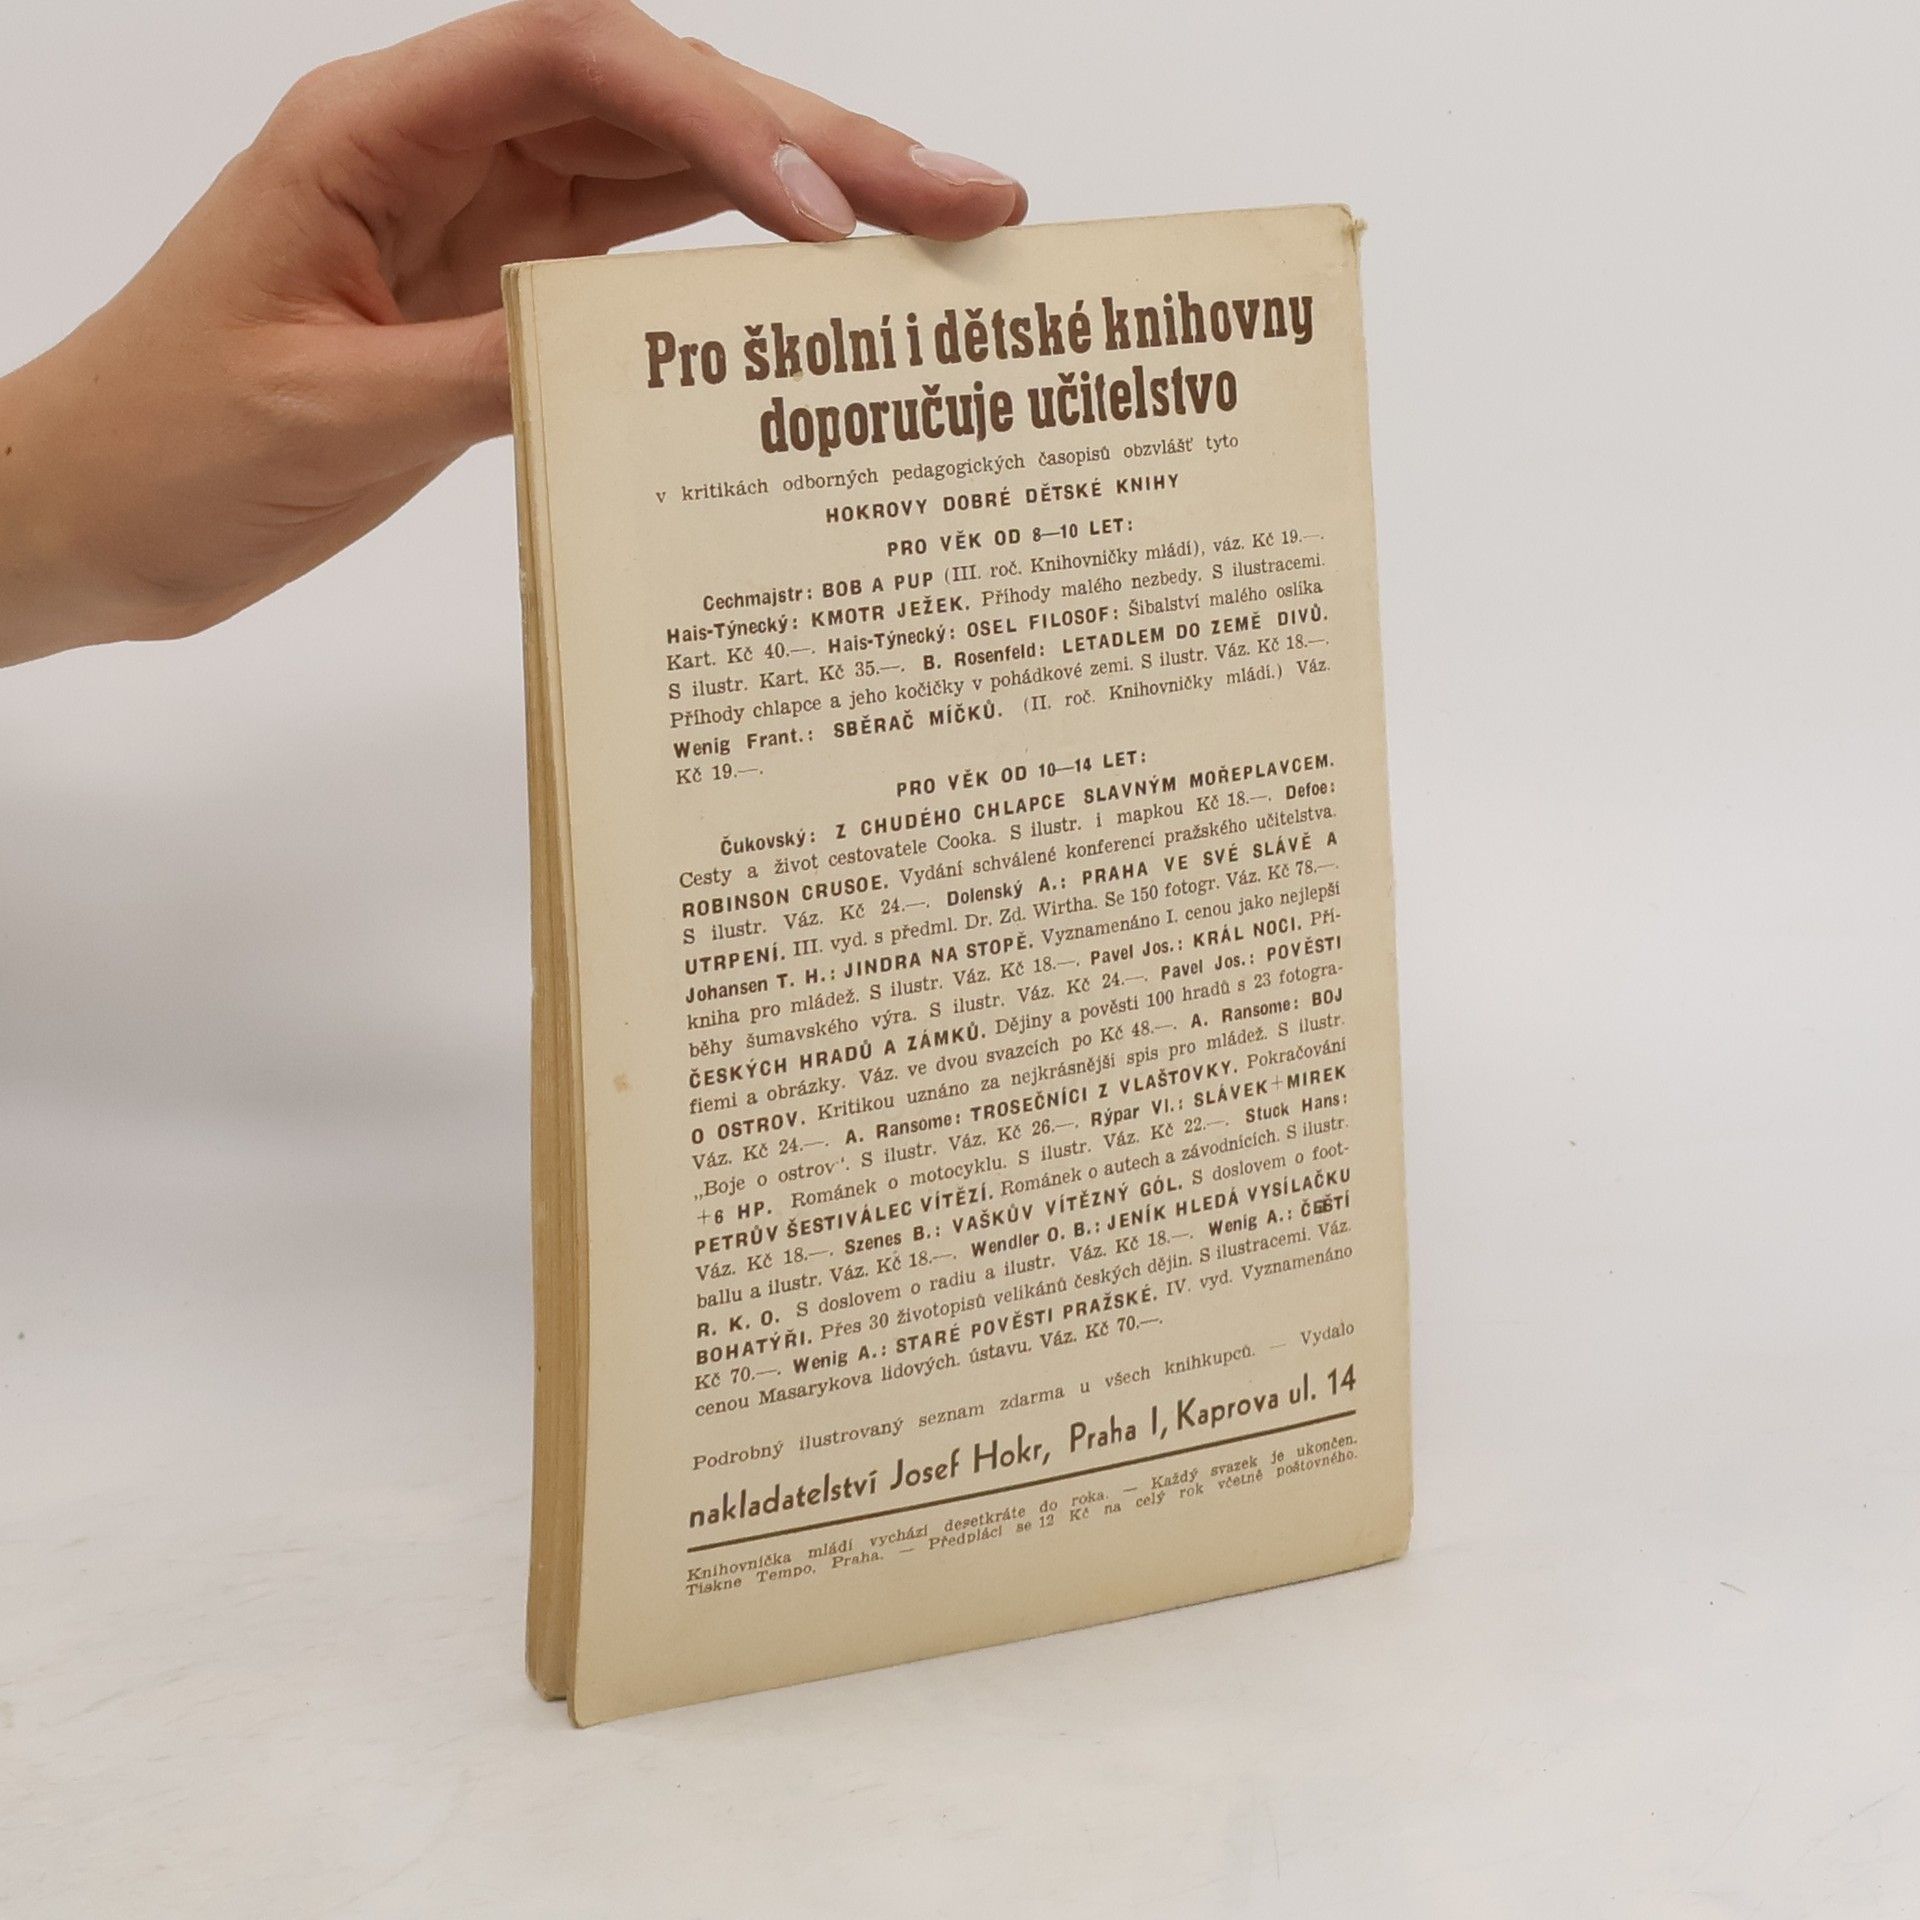 Pro školní i dětské knihovny
doporučuje učitelstvo
v kritikách odborných pedagogických časopisů obzvlášť tyto
HOKROVY DOBRÉ DĚTSKÉ KNIHY
PRO VĚK OD 8—10 LET:
Cechmajstr: BOB A PUP (III. roč. Knihovničky mládí), váz. Kč 19.—.
Hais-Týnecký: KMOTR JEŽEK. Příhody malého nezbedy. S ilustracemi.
Kart. Kč 40.—. Hais-Týnecký: OSEL FILOSOF: Šibalství malého oslíka
S ilustr. Kart. Kč 35.—. B. Rosenfeld: LETADLEM DO ZEMĚ DIVŮ.
Příhody chlapce a jeho kočičky v pohádkové zemi. S ilustr. Váz. Kč 18.—.
Wenig Frant.: SBĚRAČ MÍČKŮ. (II. roč. Knihovničky mládí.) Váz.
Kč 19.—.
PRO VĚK OD 10—14 LET:
Čukovský: Z CHUDÉHO CHLAPCE SLAVNÝM MOŘEPLAVCEM.
Cesty a život cestovatele Cooka. S ilustr. i mapkou Kč 18.—. Defoe:
ROBINSON CRUSOE. Vydání schválené konferencí pražského učitelstva.
S ilustr. Váz. Kč 24.—. Dolenský A.: PRAHA VE SVÉ SLÁVĚ A
UTRPENÍ. III. vyd. s předml. Dr. Zd. Wirtha. Se 150 fotogr. Váz. Kč 78.—.
Johansen T. H.: JINDRA NA STOPĚ. Vyznamenáno I. cenou jako nejlepší
kniha pro mládež. S ilustr. Váz. Kč 18.—. Pavel Jos.: KRÁL NOCI. Pří-
běhy šumavského výra. S ilustr. Váz. Kč 24.—. Pavel Jos.: POVĚSTI
ČESKÝCH HRADŮ A ZÁMKŮ. Dějiny a pověsti 100 hradů s 23 fotogra-
fiemi a obrázky. Váz. ve dvou svazcích po Kč 48.—. A. Ransome: BOJ
O OSTROV. Kritikou uznáno za nejkrásnější spis pro mládež. S ilustr.
Váz. Kč 24.—. A. Ransome: TROSEČNÍCI Z VLAŠTOVKY. Pokračování
„Boje o ostrov“. S ilustr. Váz. Kč 26.—. Rýpar Vl.: SLÁVEK+MIREK
+6 HP. Románek o motocyklu. S ilustr. Váz. Kč 22.—. Stuck Hans:
PETRŮV ŠESTIVÁLEC VÍTĚZÍ. Románek o autech a závodnících. S ilustr.
Váz. Kč 18.—. Szenes B.: VAŠKŮV VÍTĚZNÝ GÓL. S doslovem o foot-
ballu a ilustr. Váz. Kč 18.—. Wendler O. B.: JENÍK HLEDÁ VYSÍLAČKU
R. K. O. S doslovem o radiu a ilustr. Váz. Kč 18.—. Wenig A.: ČEŠTÍ
BOHATÝŘI. Přes 30 životopisů velikánů českých dějin. S ilustracemi. Váz.
Kč 70.—. Wenig A.: STARÉ POVĚSTI PRAŽSKÉ. IV. vyd. Vyznamenáno
cenou Masarykova lidových. ústavu. Váz. Kč 70.—.
Podrobný ilustrovaný seznam zdarma u všech knihkupců. — Vydalo
nakladatelství Josef Hokr, Praha I, Kaprova ul. 14
Knihovnička mládí vychází desetkráte do roka. — Každý svazek je ukončen.
Tiskne Tempo, Praha. — Předplácí se 12 Kč na celý rok včetně poštovného.